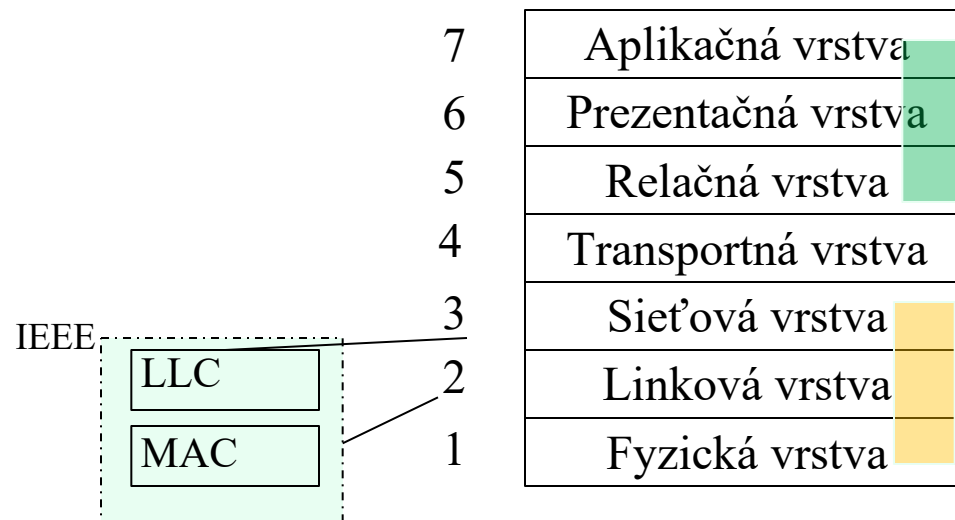 7 Aplikačná vrstva
6 Prezentačná vrstva
5 Relačná vrstva
4 Transportná vrstva
3 Sieťová vrstva
IEEE
LLC
2 Linková vrstva
MAC
1 Fyzická vrstva